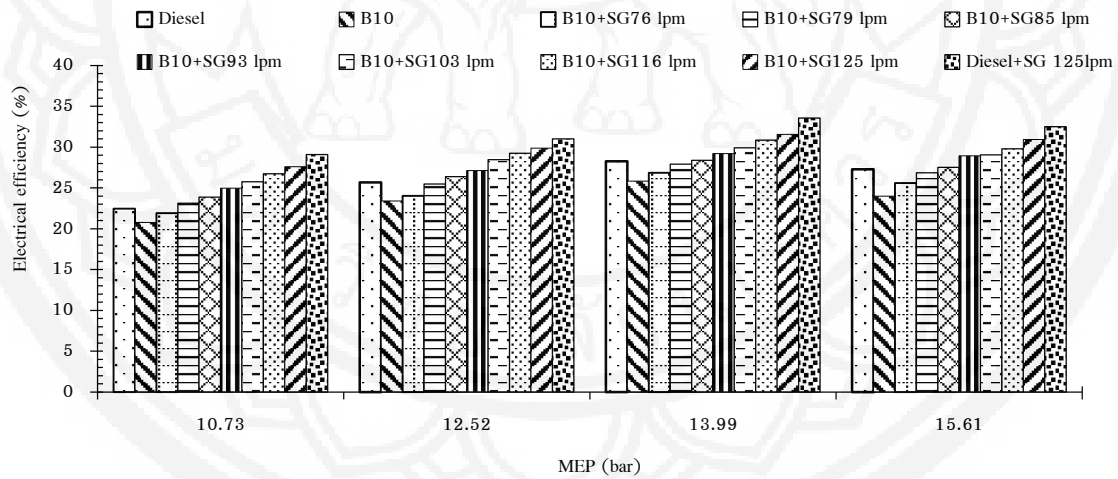 Diesel B10 B10+SG76 lpm B10+SG79 lpm B10+SG85 lpm
B10+SG93 lpm B10+SG103 lpm B10+SG116 lpm B10+SG125 lpm Diesel+SG 125lpm
Electrical efficiency (%)
40
35
30
25
20
15
10
5
0
10.73 12.52 13.99 15.61
MEP (bar)